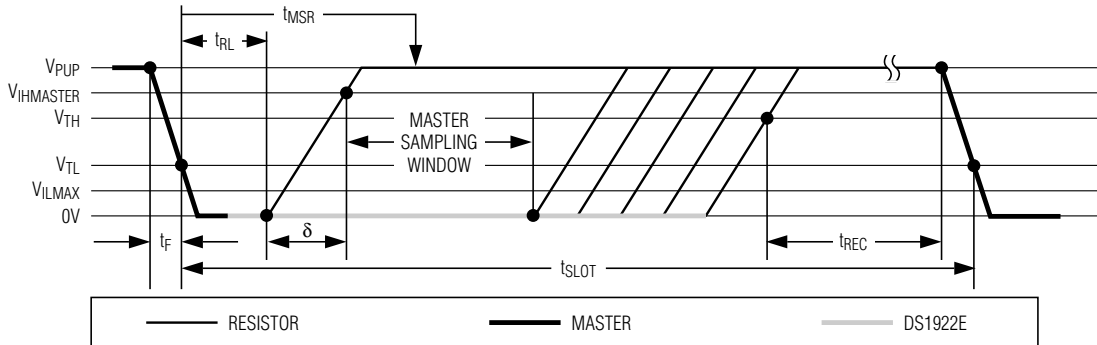 tMSR
tRL
VPUP
VIHMASTER
VTH
MASTER
SAMPLING
WINDOW
VTL
VILMAX
0V
tF
δ
tREC
tSLOT
RESISTOR
MASTER
DS1922E